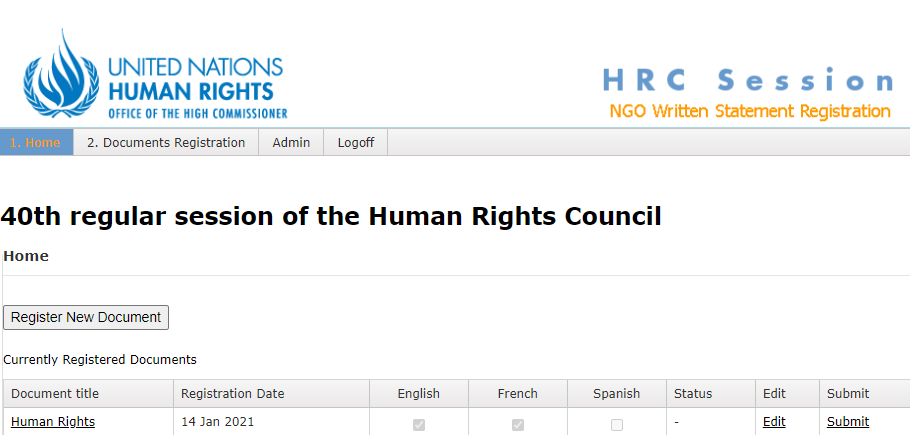 UNITED NATIONS
HUMAN RIGHTS
OFFICE OF THE HIGH COMMISSIONER
HRC Session
NGO Written Statement Registration
1. Home 2. Documents Registration Admin Logoff
40th regular session of the Human Rights Council
Home
Register New Document
Currently Registered Documents
Document title Registration Date English French Spanish Status Edit Submit
Human Rights 14 Jan 2021 - Edit Submit